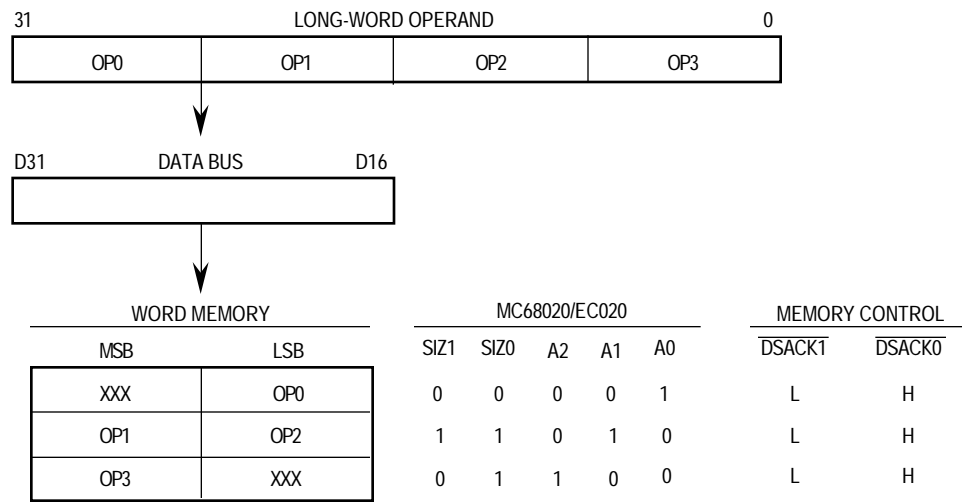 31 LONG-WORD OPERAND 0
OP0 OP1 OP2 OP3
D31 DATA BUS D16
WORD MEMORY MC68020/EC020 MEMORY CONTROL
MSB LSB SIZ1 SIZ0 A2 A1 A0 DSACK1 DSACK0
XXX OP0 0 0 0 0 1 L H
OP1 OP2 1 1 0 1 0 L H
OP3 XXX 0 1 1 0 0 L H